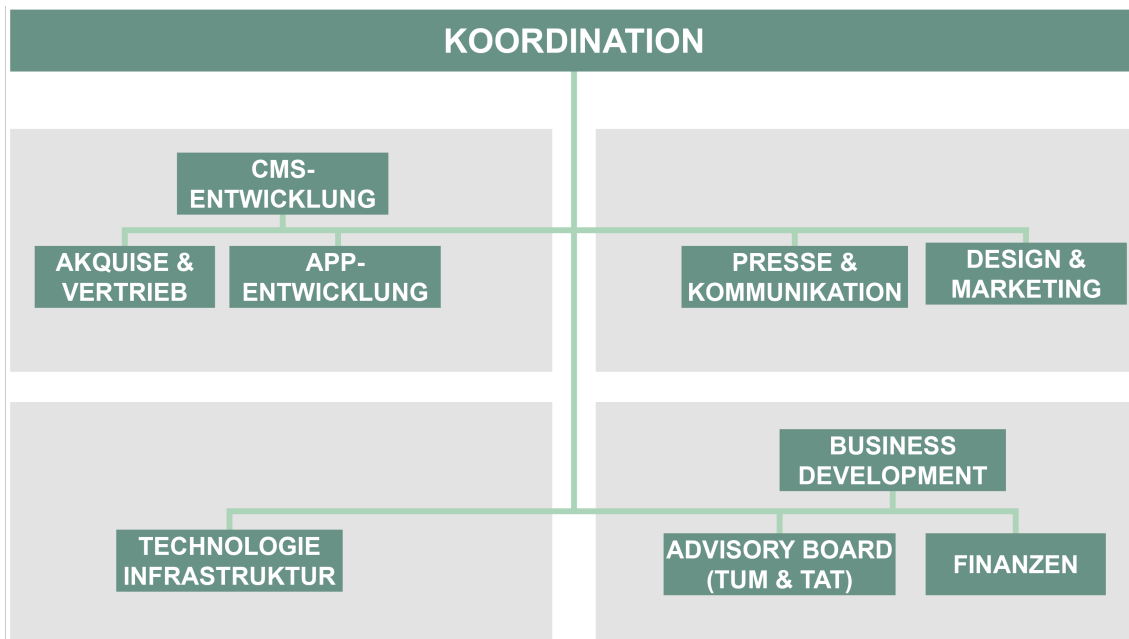 KOORDINATION
CMS-
ENTWICKLUNG
AKQUISE &
VERTRIEB
APP-
ENTWICKLUNG
PRESSE &
KOMMUNIKATION
DESIGN &
MARKETING
TECHNOLOGIE
INFRASTRUKTUR
BUSINESS
DEVELOPMENT
ADVISORY BOARD
(TUM & TAT)
FINANZEN